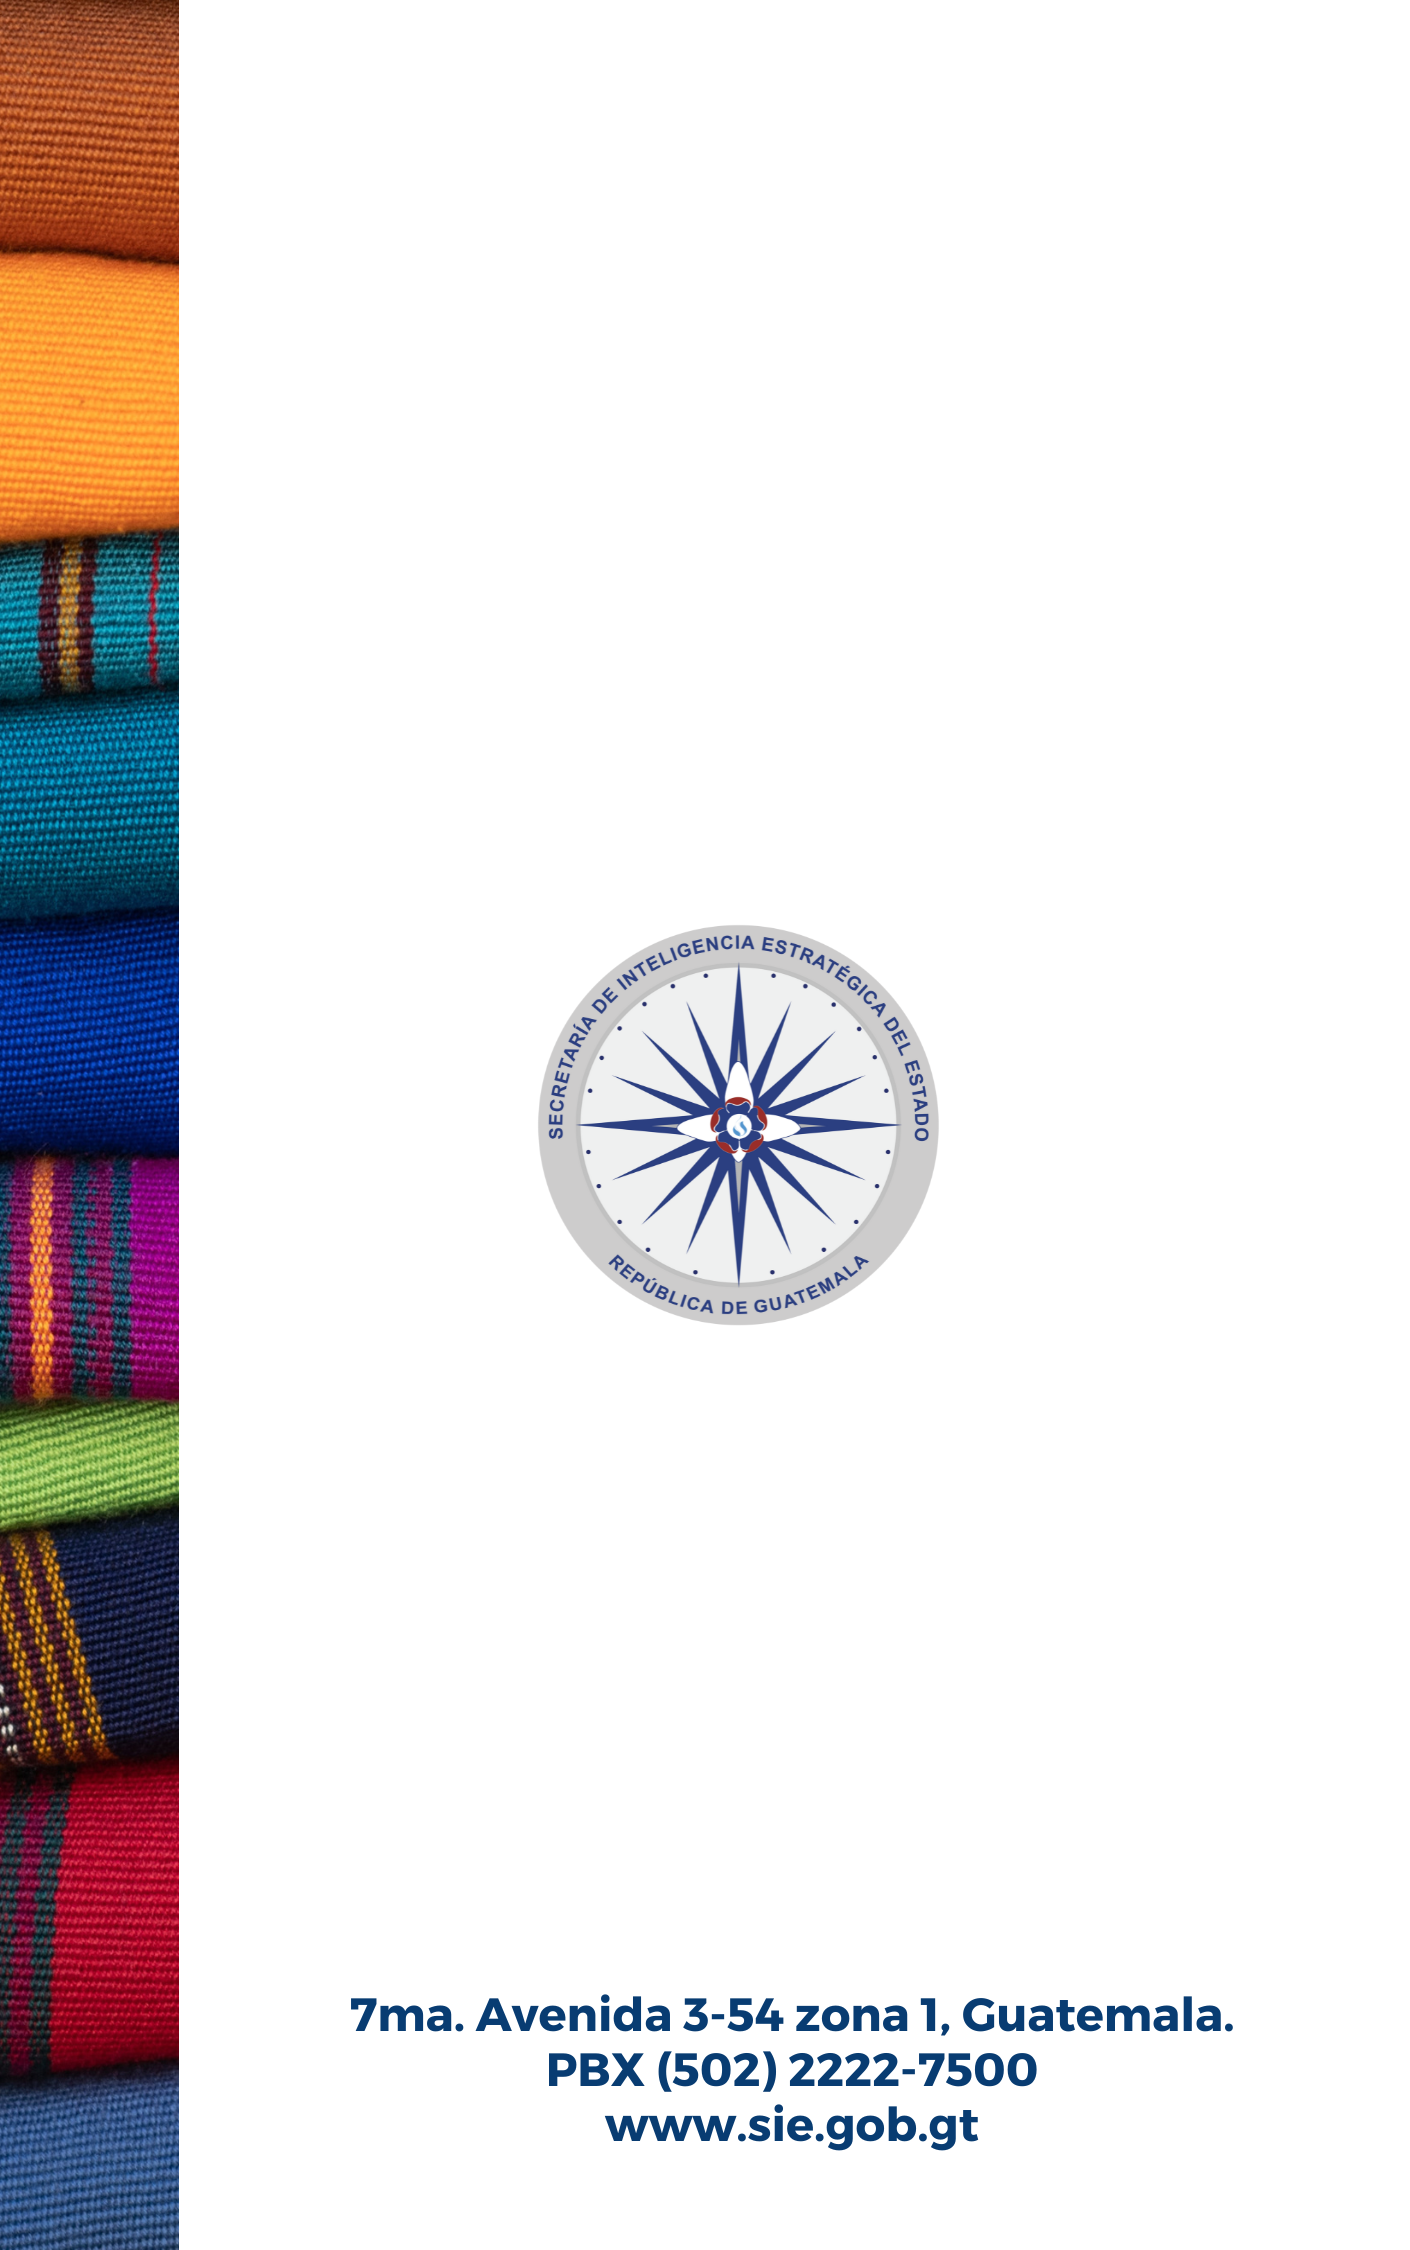 SECRETARÍA DE INTELIGENCIA ESTRATÉGICA DEL ESTADO
REPÚBLICA DE GUATEMALA
7ma. Avenida 3-54 zona 1, Guatemala.
PBX (502) 2222-7500
www.sie.gob.gt